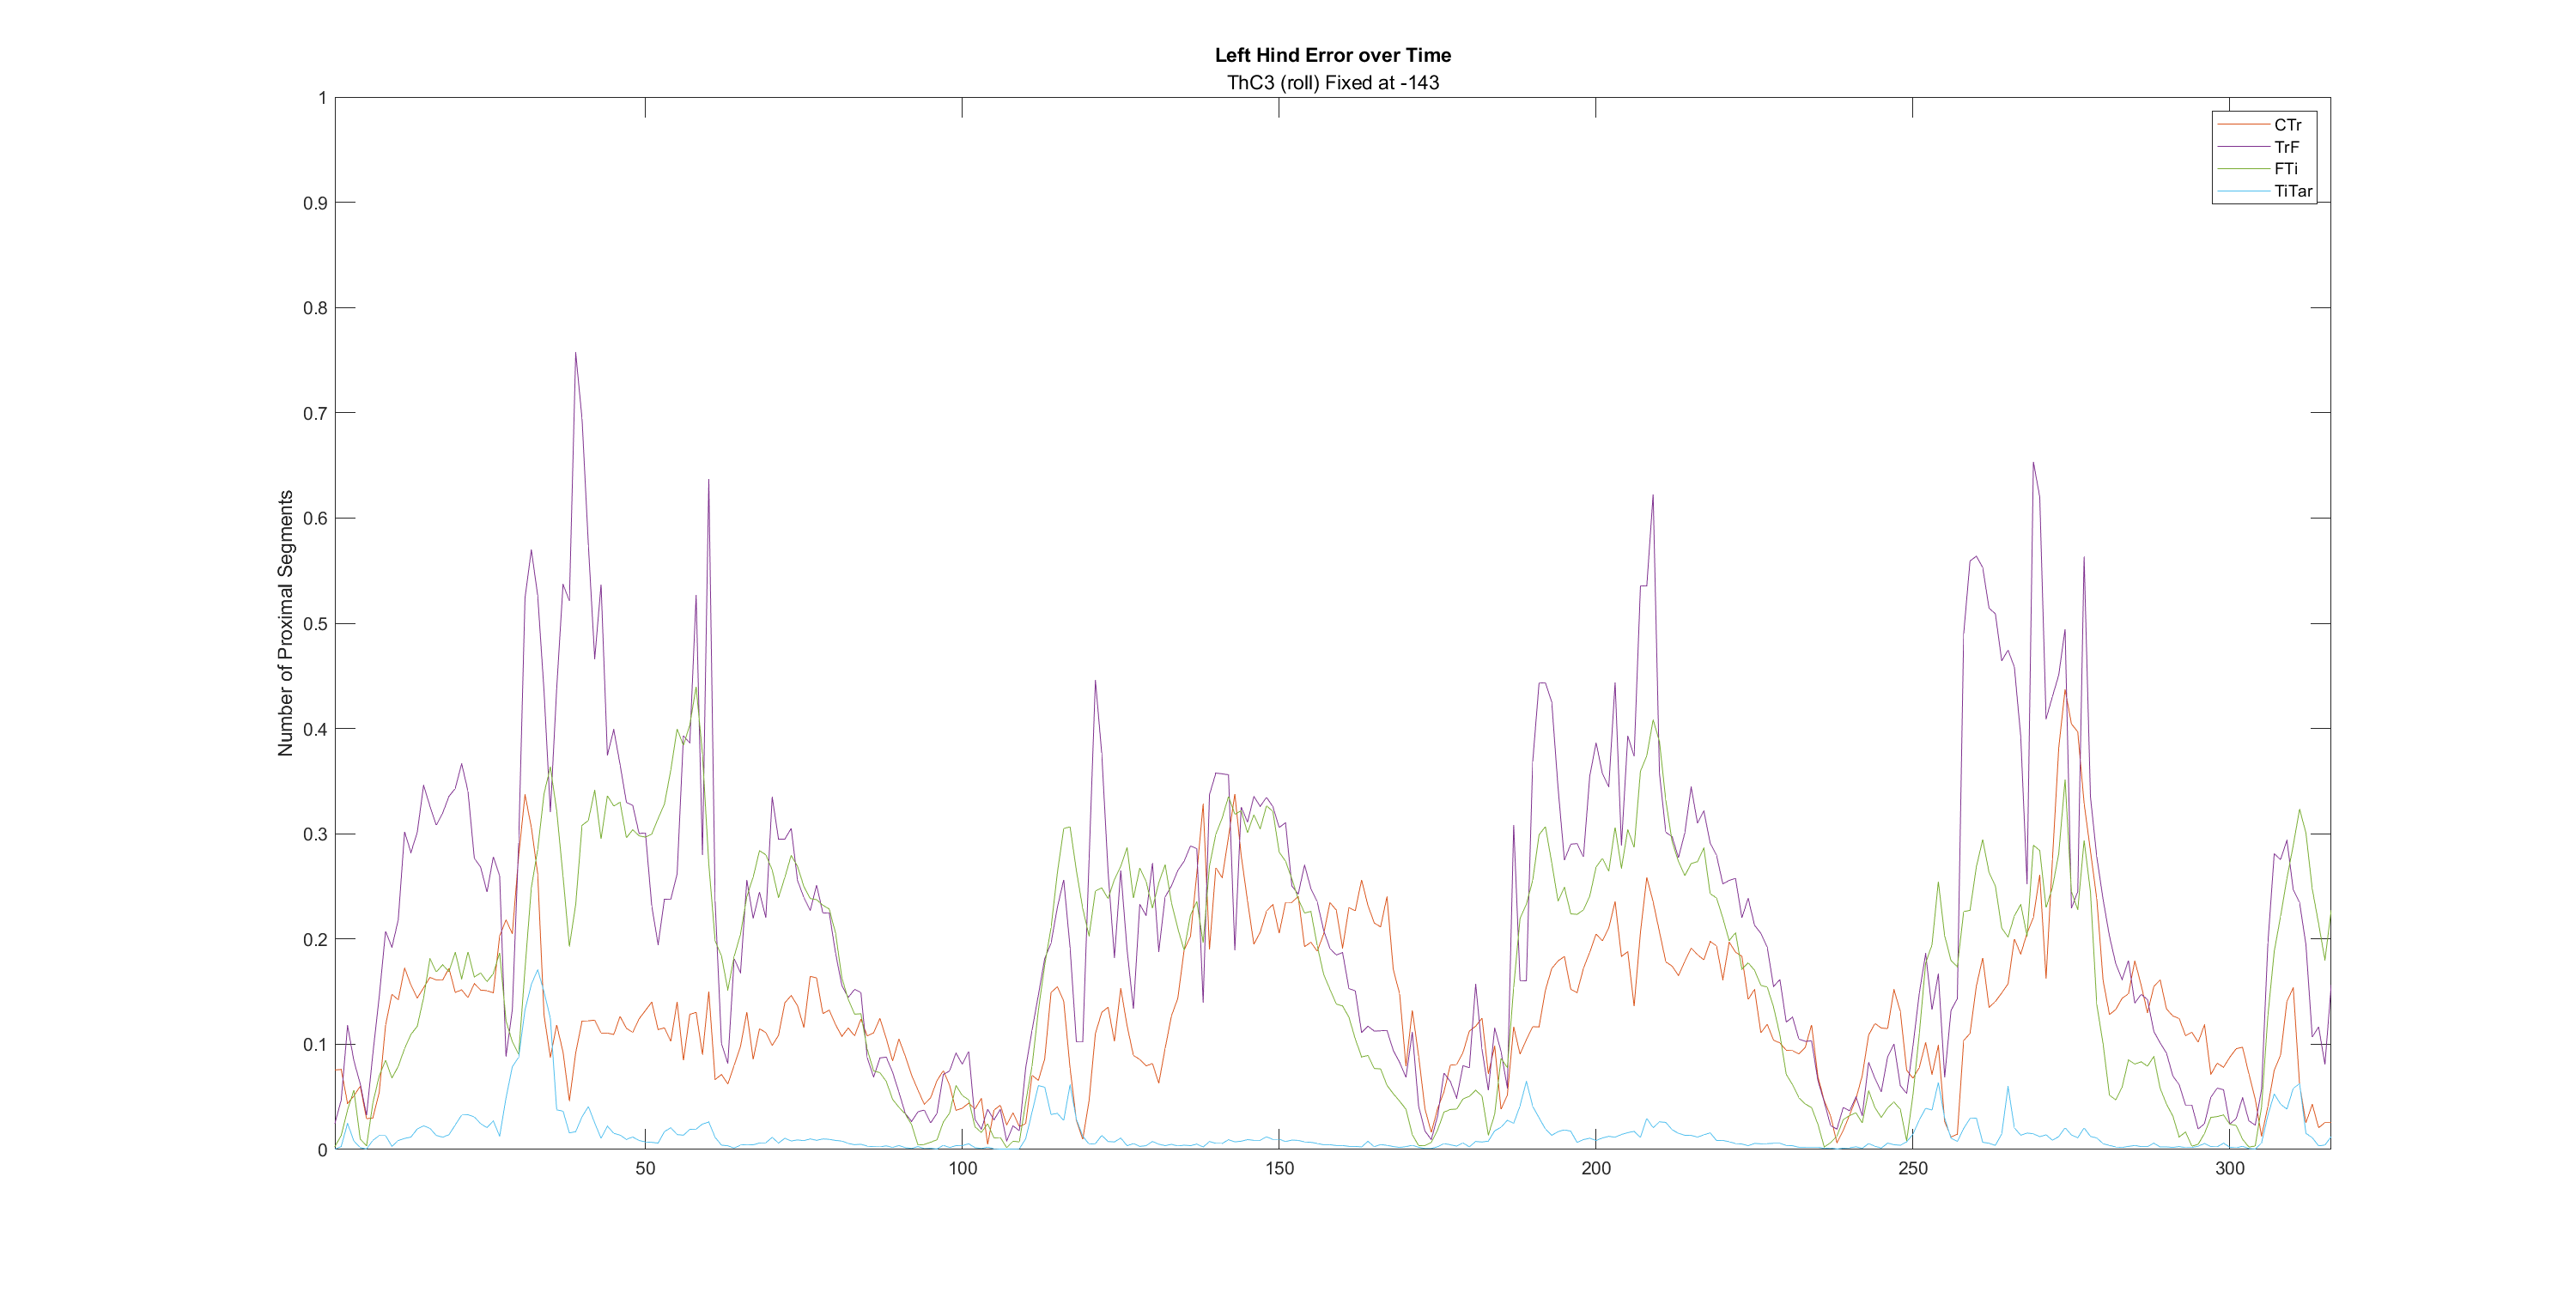 Left Hind Error over Time
ThC3 (roll) Fixed at -143
1
0.9
0.8
0.7
0.6
0.5
0.4
0.3
0.2
0.1
0
Number of Proximal Segments
CTr
TrF
FTi
TiTar
50
100
150
200
250
300